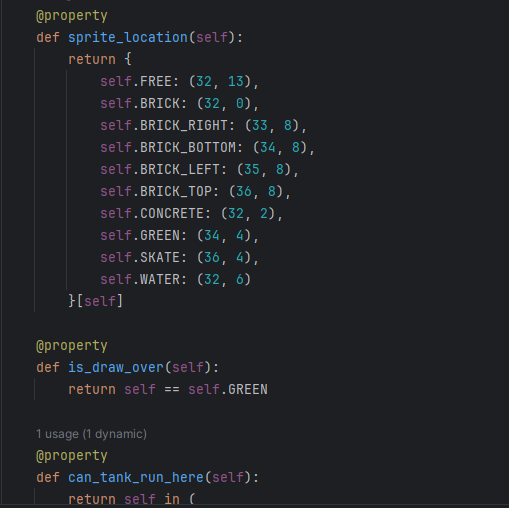 @property
def sprite_location(self):
return {
self.FREE: (32, 13),
self.BRICK: (32, 0),
self.BRICK_RIGHT: (33, 8),
self.BRICK_BOTTOM: (34, 8),
self.BRICK_LEFT: (35, 8),
self.BRICK_TOP: (36, 8),
self.CONCRETE: (32, 2),
self.GREEN: (34, 4),
self.SKATE: (36, 4),
self.WATER: (32, 6)
}[self]
@property
def is_draw_over(self):
return self == self.GREEN
1 usage (1 dynamic)
@property
def can_tank_run_here(self):
return self in (